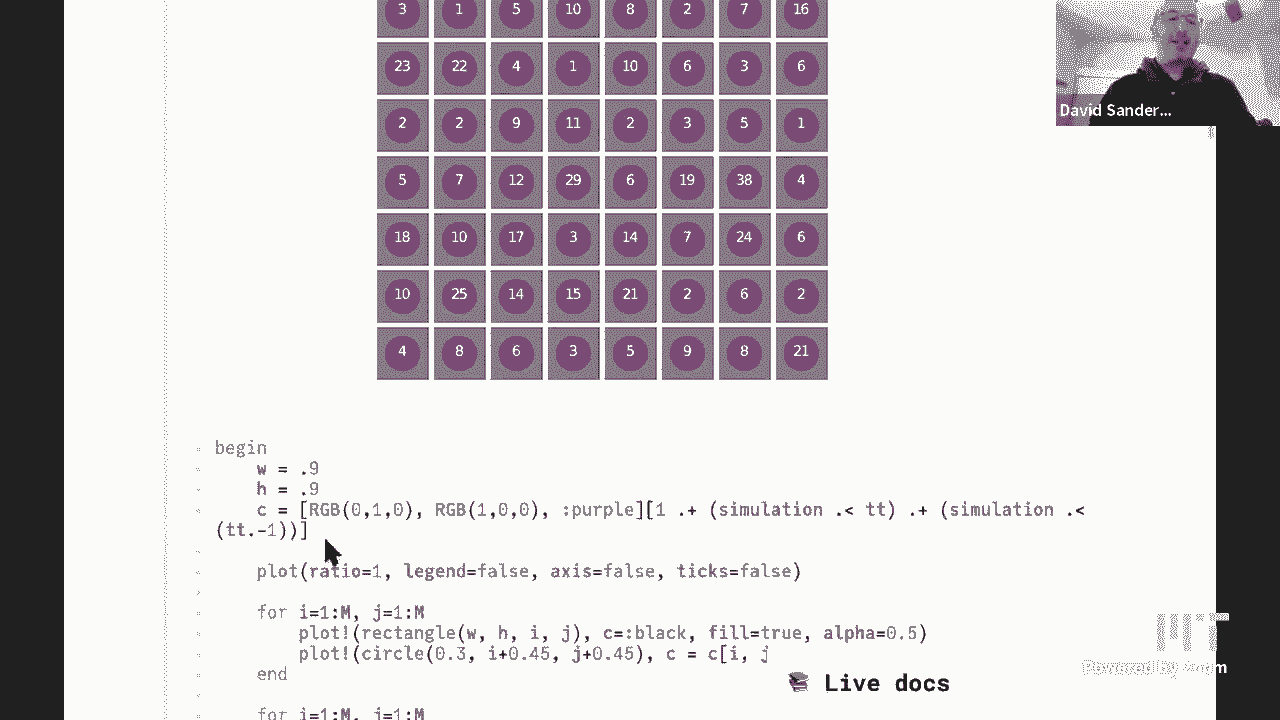 3 1 5 10 8 2 7 16
23 22 4 1 10 6 3 6
2 2 9 11 2 3 5 1
5 7 12 29 6 19 38 4
18 10 17 3 14 7 24 6
10 25 14 15 21 2 6 2
4 8 6 3 5 9 8 21
David Sander...
begin
w = .9
h = .9
c = [RGB(0,1,0), RGB(1,0,0), :purple][1 .+ (simulation .< tt) .+ (simulation .<
(tt.-1))]
plot(ratio=1, legend=false, axis=false, ticks=false)
for i=1:M, j=1:M
plot!(rectangle(w, h, i, j), c=:black, fill=true, alpha=0.5)
plot!(circle(0.3, i+0.45, j+0.45), c = c[i, j
end
for i=1:M, j=1:M
Live docs
MIT
Powered by Zoom